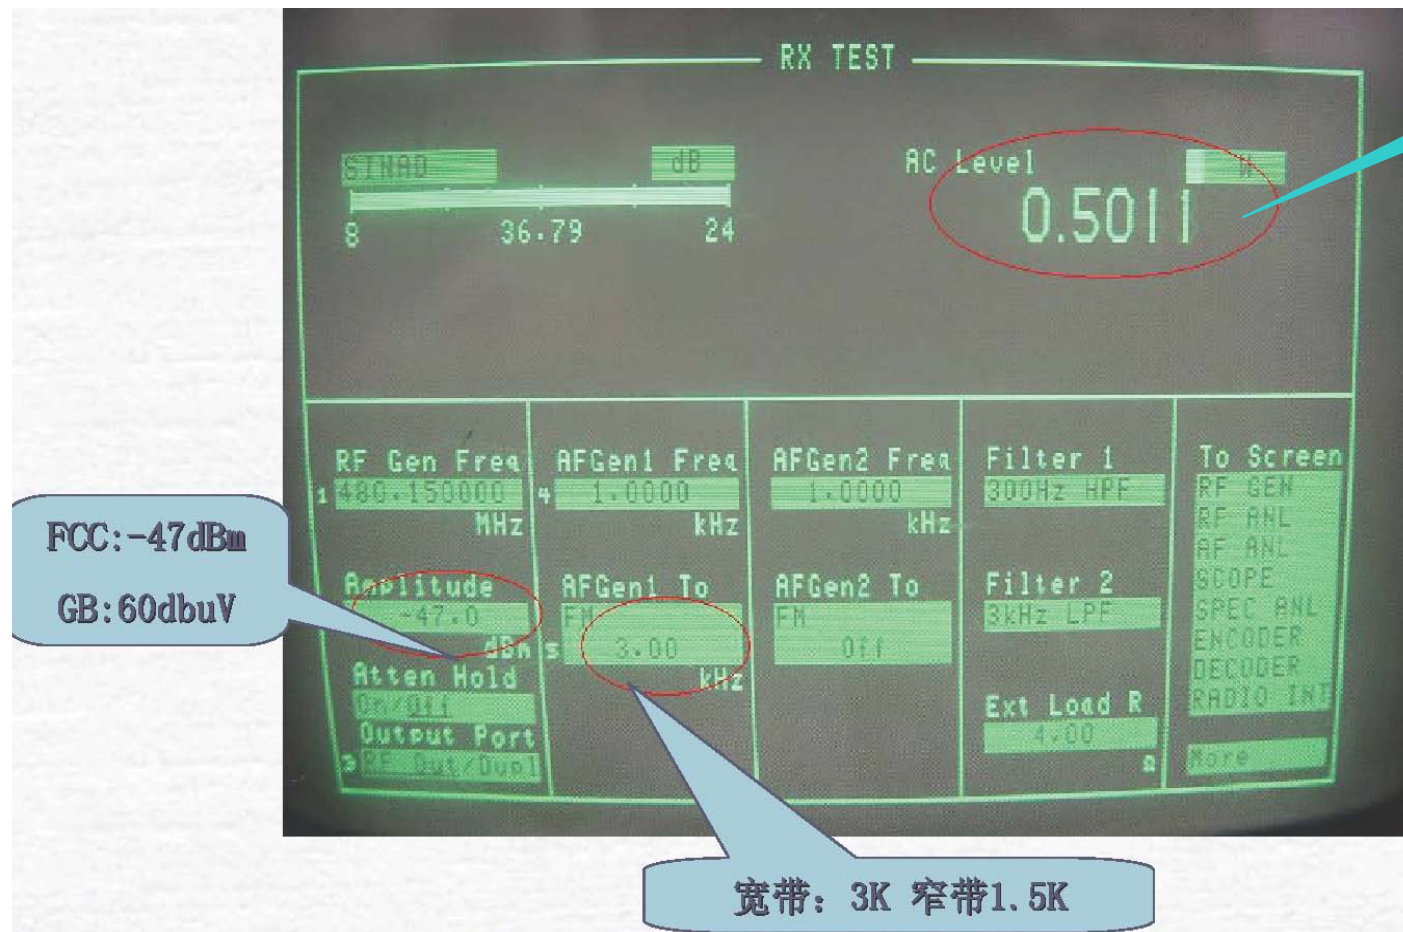 RX TEST
SINAD dB
AC Level W
0.5011
8 36.79 24
RF Gen Freq
1 480.150000
MHz
Amplitude
-47.0
dBm
Atten Hold
On/Off
Output Port
3 RF Out/Dupl
AFGen1 Freq
4 1.0000
kHz
AFGen1 To
FM
5 3.00
kHz
AFGen2 Freq
1.0000
kHz
AFGen2 To
FM
Off
Filter 1
300Hz HPF
Filter 2
3kHz LPF
Ext Load R
4.00
Ω
To Screen
RF GEN
RF ANL
AF ANL
SCOPE
SPEC ANL
ENCODER
DECODER
RADIO INT
More
FCC:-47dBm
GB:60dbuV
宽带: 3K 窄带1.5K